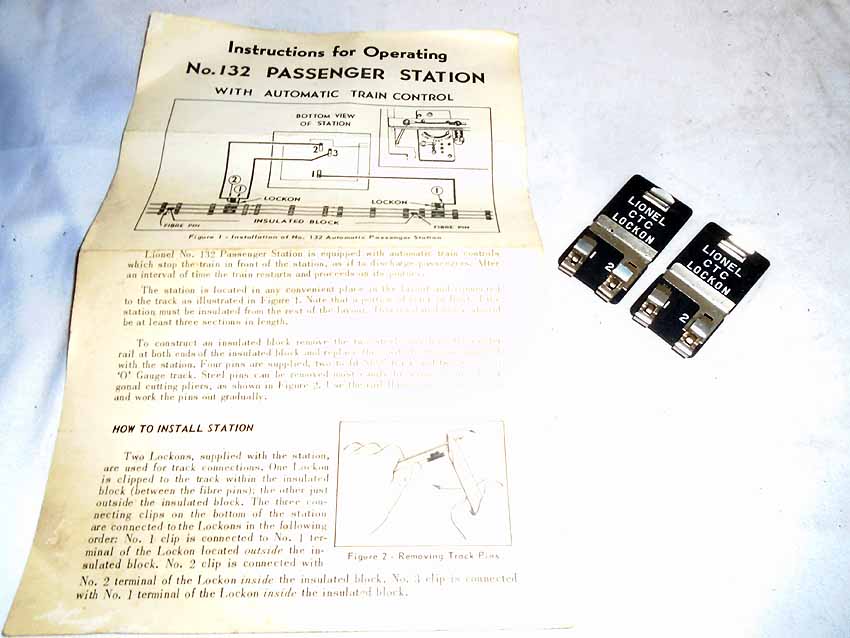 Instructions for Operating
No. 132 PASSENGER STATION
WITH AUTOMATIC TRAIN CONTROL
BOTTOM VIEW
OF STATION
2
3
1
2
1
LOCKON
LOCKON
1
INSULATED BLOCK
FIBRE PIN
FIBRE PIN
Figure 1 - Installation of No. 132 Automatic Passenger Station
Lionel No. 132 Passenger Station is equipped with automatic train controls
which stop the train in front of the station, as if to discharge passengers. After
an interval of time the train restarts and proceeds on its
The station is located in any convenient place in the layout and connected
to the track as illustrated in Figure 1. Note that a portion of
station must be insulated from the rest of the layout. should
be at least three sections in length.
To construct an insulated block remove the two steel
rail at both ends of the insulated block and replace
with the station. Four pins are supplied, two to fit
'O' Gauge track. Steel pins can be removed most
gonal cutting pliers, as shown in Figure 2. Use the
and work the pins out gradually.
HOW TO INSTALL STATION
Two Lockons, supplied with the station,
are used for track connections. One Lockon
is clipped to the track within the insulated
block (between the fibre pins); the other just
outside the insulated block. The three con-
necting clips on the bottom of the station
are connected to the Lockons in the following
order: No. 1 clip is connected to No. 1 ter-
minal of the Lockon located outside the in-
sulated block. No. 2 clip is connected with
No. 2 terminal of the Lockon inside the insulated block. No. 3 clip is connected
with No. 1 terminal of the Lockon inside the insulated block.
Figure 2 - Removing Track Pins
LIONEL
CTC
LOCKON
2
LIONEL
CTC
LOCKON
2